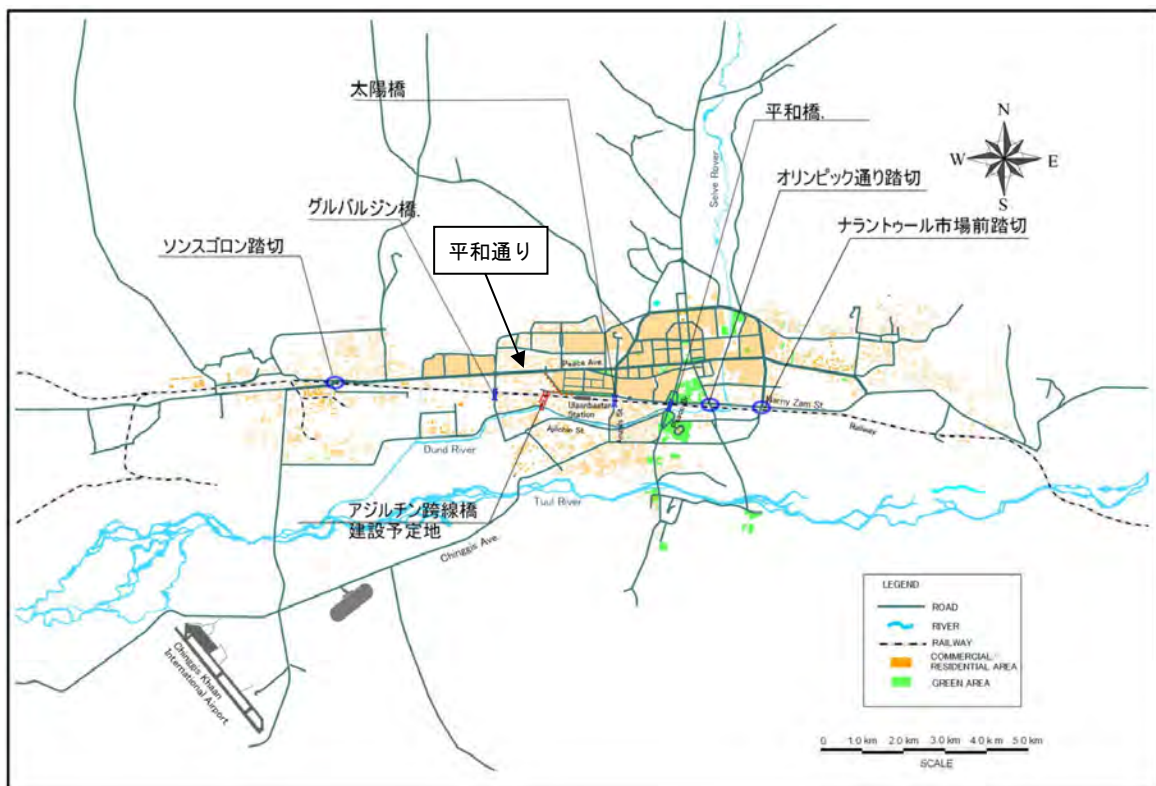 太陽橋
平和橋.
N
W
E
S
Selve Rover
オリンピック通り踏切
グルバルジン橋.
ナラントゥール市場前踏切
ソンスゴロン踏切
平和通り
Peace Ave.
Ulaanbaatar
Station
Narny Zam St.
Ajilchin St.
Railway
Dund River
アジルチン跨線橋
建設予定地
Tuul River
Chinggis Ave.
Chinggis Khaan
International Airport
LEGEND
ROAD
RIVER
RAILWAY
COMMERCIAL
RESIDENTIAL AREA
GREEN AREA
0 1.0 km 2.0 km 3.0 km 4.0 km 5.0 km
SCALE